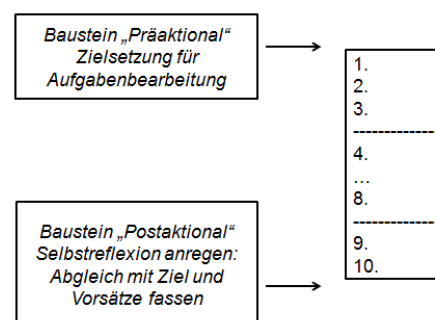 Baustein „Präaktional“
Zielsetzung für
Aufgabenbearbeitung
1.
2.
3.
--------------
4.
...
8.
--------------
9.
10.
Baustein „Postaktional“
Selbstreflexion anregen:
Abgleich mit Ziel und
Vorsätze fassen